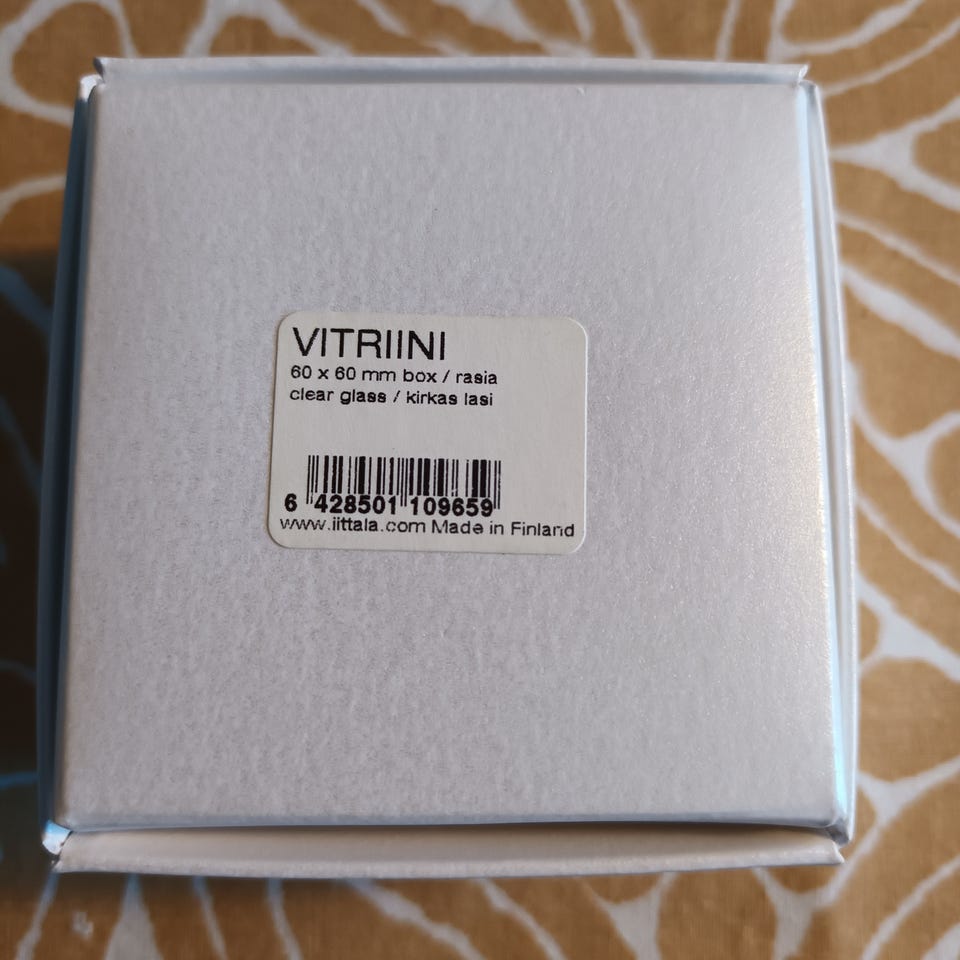 VITRIINI
60 x 60 mm box / rasia
clear glass / kirkas lasi
6 428501 109659
www.iittala.com Made in Finland